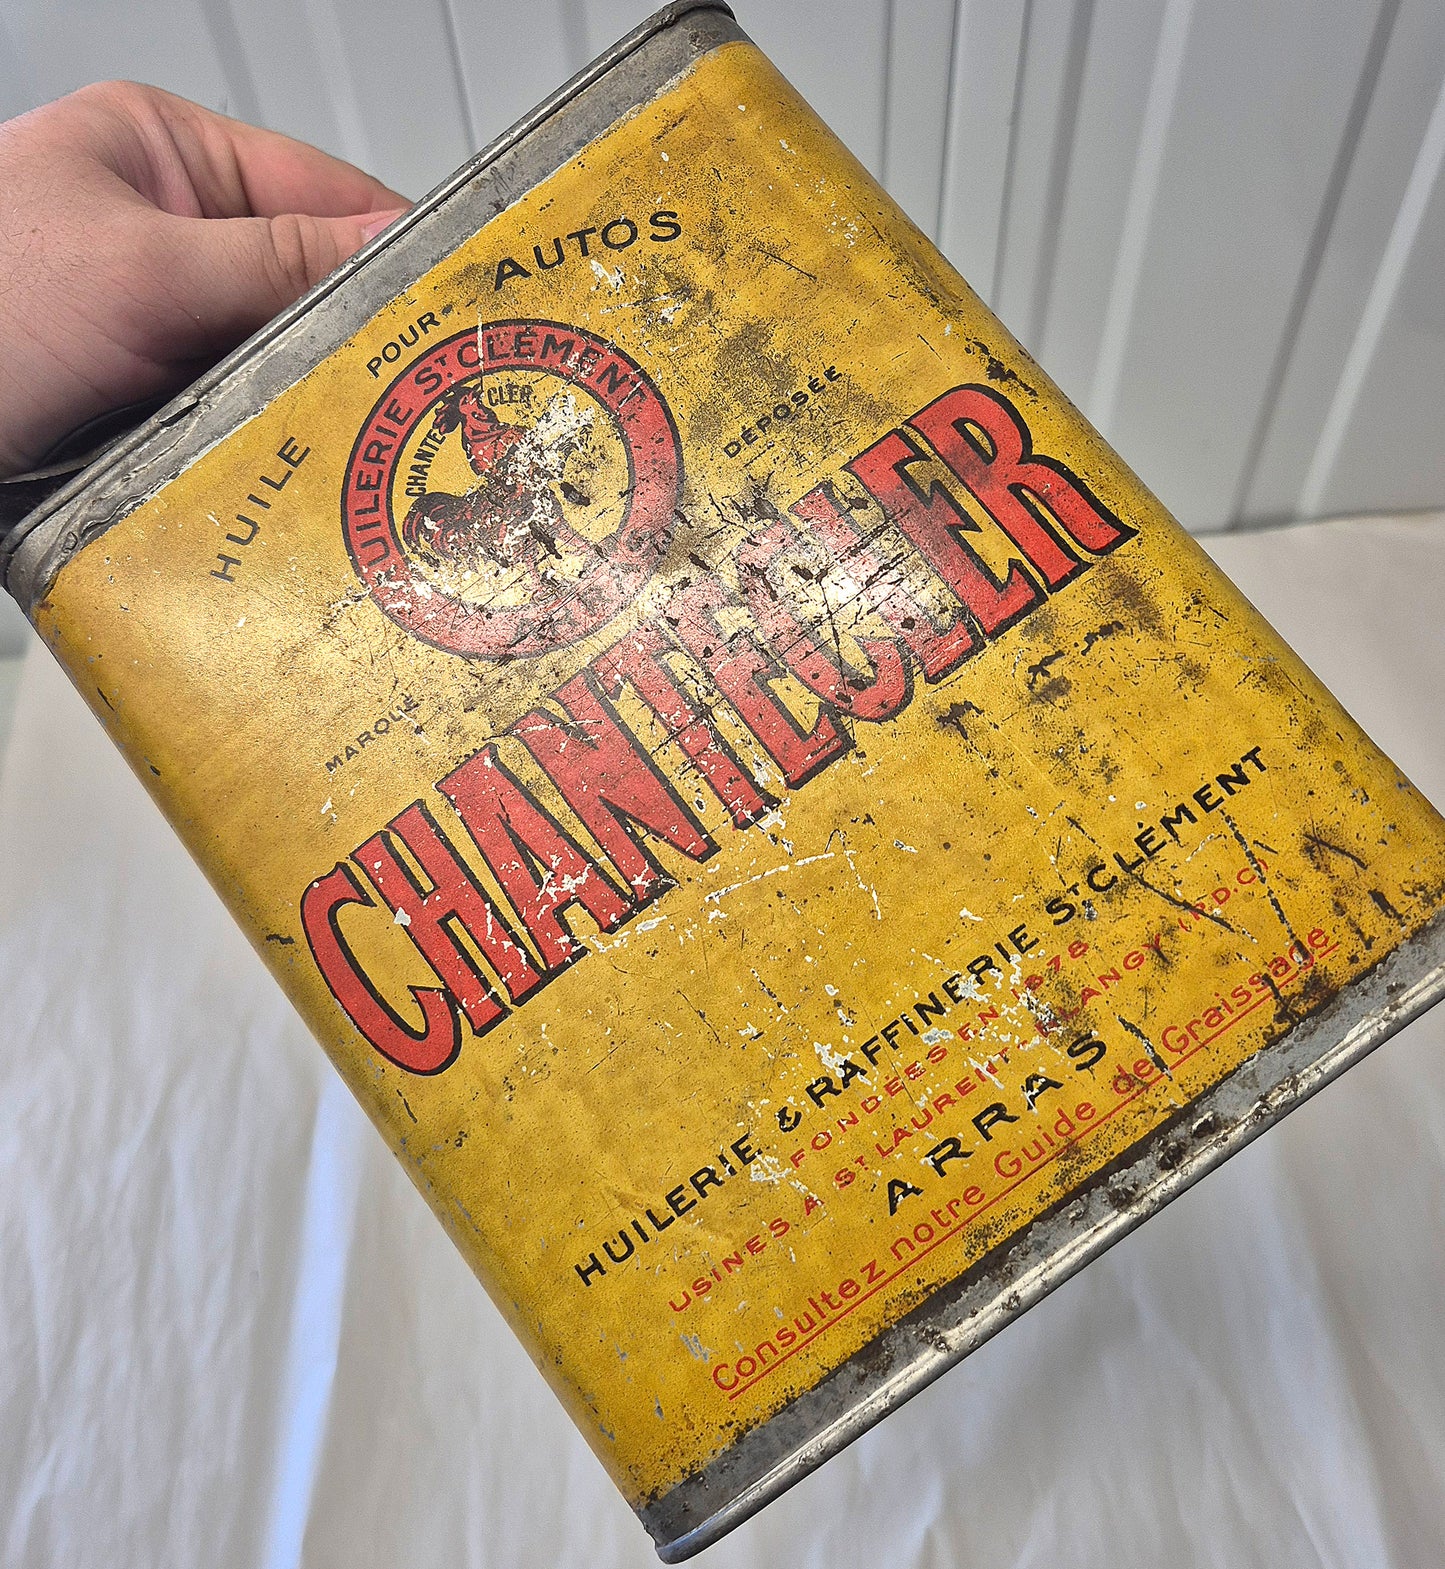 HUILE POUR AUTOS
HUILERIE ST CLÉMENT
CHANTECLER
MARQUE DÉPOSÉE
CHANTECLER
HUILERIE & RAFFINERIE ST CLÉMENT
FONDÉES EN 1878
USINES A ST LAURENT-BLANGY (P.D.C)
ARRAS
Consultez notre Guide de Graissage